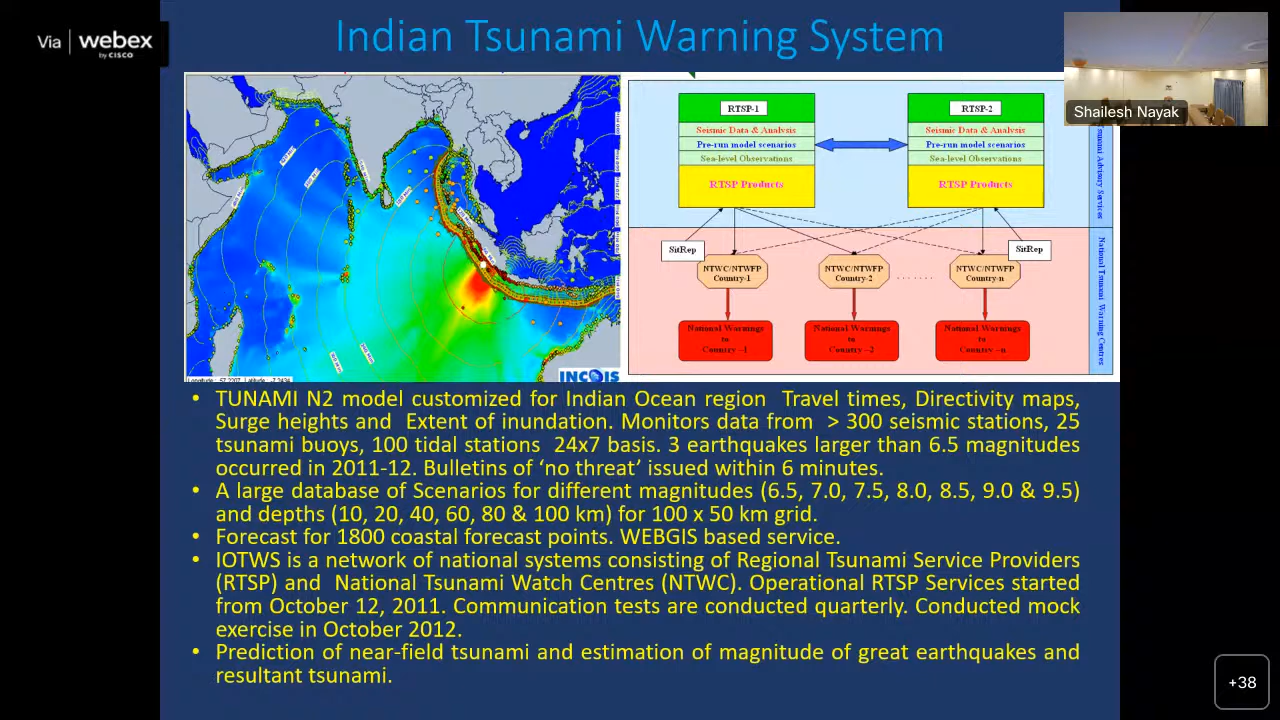 Via | webex
by CISCO
Indian Tsunami Warning System
Shailesh Nayak
RTSP-1
Seismic Data & Analysis
Pre-run model scenarios
Sea-level Observations
RTSP Products
RTSP-2
Seismic Data & Analysis
Pre-run model scenarios
Sea-level Observations
RTSP Products
Tsunami Advisory Services
SitRep
SitRep
NTWC/NTWFP
Country-1
NTWC/NTWFP
Country-2
. . . . . . .
NTWC/NTWFP
Country-n
National Tsunami Warning Centres
National Warnings
to
Country –1
National Warnings
to
Country –2
National Warnings
to
Country –n
INCOIS
• TUNAMI N2 model customized for Indian Ocean region Travel times, Directivity maps,
Surge heights and Extent of inundation. Monitors data from > 300 seismic stations, 25
tsunami buoys, 100 tidal stations 24x7 basis. 3 earthquakes larger than 6.5 magnitudes
occurred in 2011-12. Bulletins of ‘no threat’ issued within 6 minutes.
• A large database of Scenarios for different magnitudes (6.5, 7.0, 7.5, 8.0, 8.5, 9.0 & 9.5)
and depths (10, 20, 40, 60, 80 & 100 km) for 100 x 50 km grid.
• Forecast for 1800 coastal forecast points. WEBGIS based service.
• IOTWS is a network of national systems consisting of Regional Tsunami Service Providers
(RTSP) and National Tsunami Watch Centres (NTWC). Operational RTSP Services started
from October 12, 2011. Communication tests are conducted quarterly. Conducted mock
exercise in October 2012.
• Prediction of near-field tsunami and estimation of magnitude of great earthquakes and
resultant tsunami.
+38